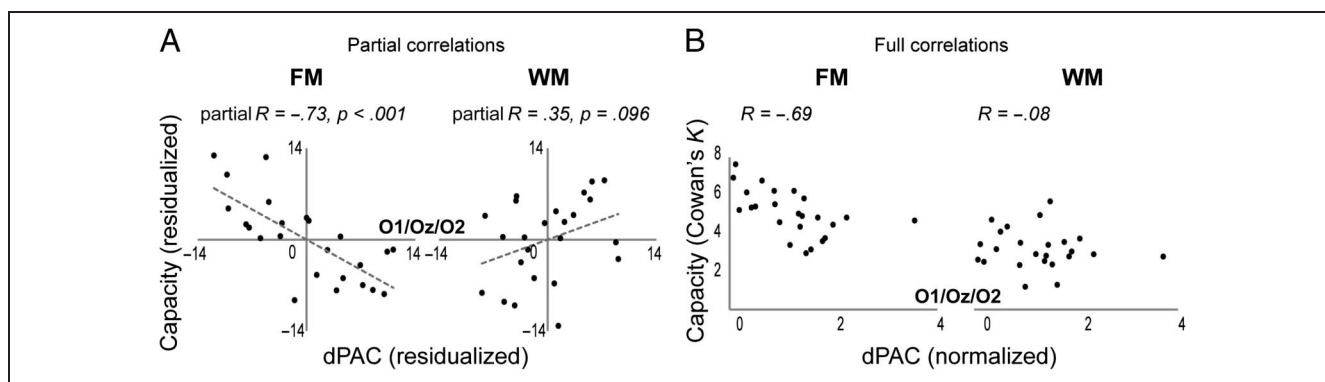 A
Partial correlations
FM
WM
partial R = –.73, p < .001
partial R = .35, p = .096
Capacity (residualized)
14
14
O1/Oz/O2
–14
0
14
–14
0
14
–14
–14
dPAC (residualized)
B
Full correlations
FM
WM
R = –.69
R = –.08
Capacity (Cowan's K)
8
6
4
2
O1/Oz/O2
0
2
4
0
2
4
dPAC (normalized)